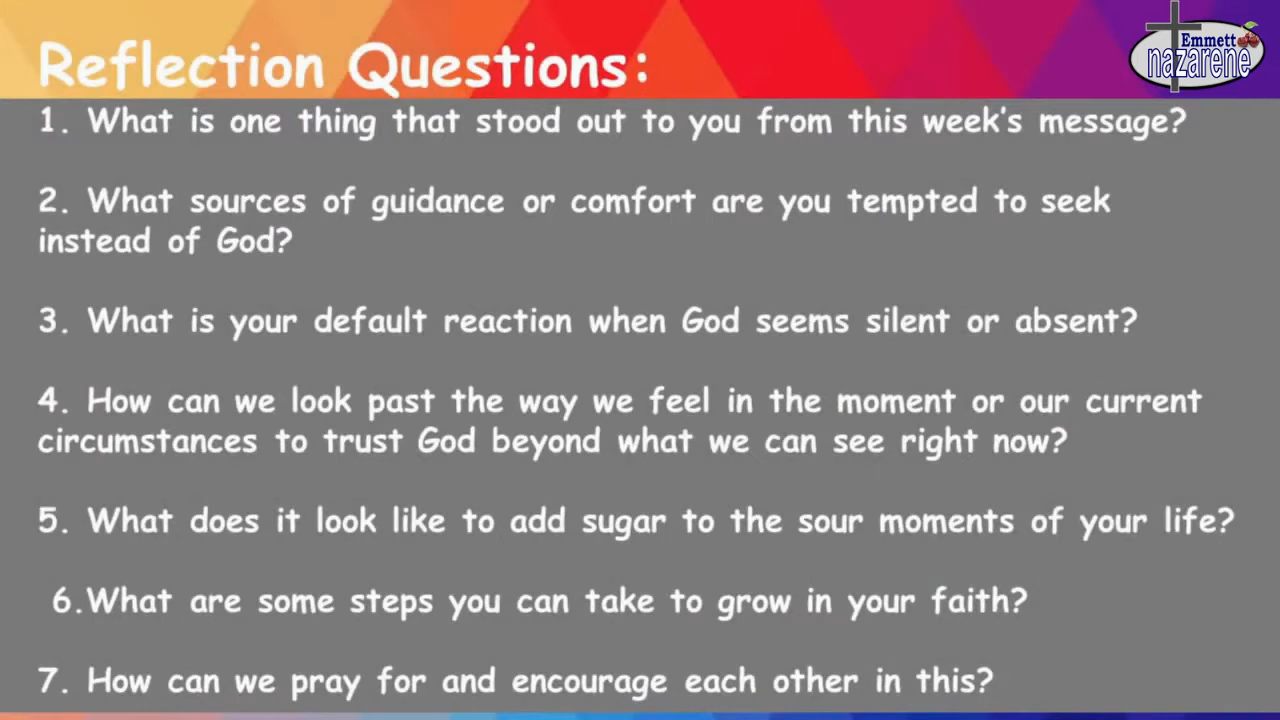 Reflection Questions:
Emmett
nazarene
1. What is one thing that stood out to you from this week's message?
2. What sources of guidance or comfort are you tempted to seek
instead of God?
3. What is your default reaction when God seems silent or absent?
4. How can we look past the way we feel in the moment or our current
circumstances to trust God beyond what we can see right now?
5. What does it look like to add sugar to the sour moments of your life?
6.What are some steps you can take to grow in your faith?
7. How can we pray for and encourage each other in this?